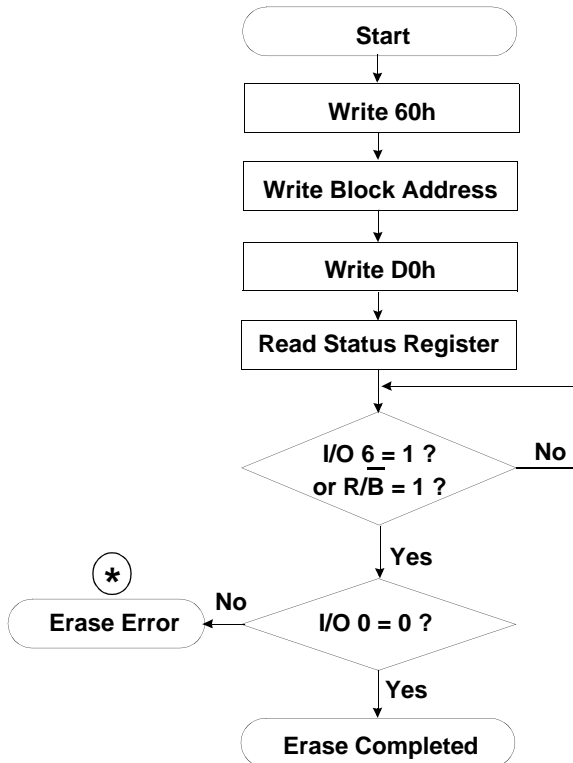 Start
Write 60h
Write Block Address
Write D0h
Read Status Register
I/O 6 = 1 ?
or R/B̅ = 1 ?
No
Yes
*
No
Erase Error
I/O 0 = 0 ?
Yes
Erase Completed